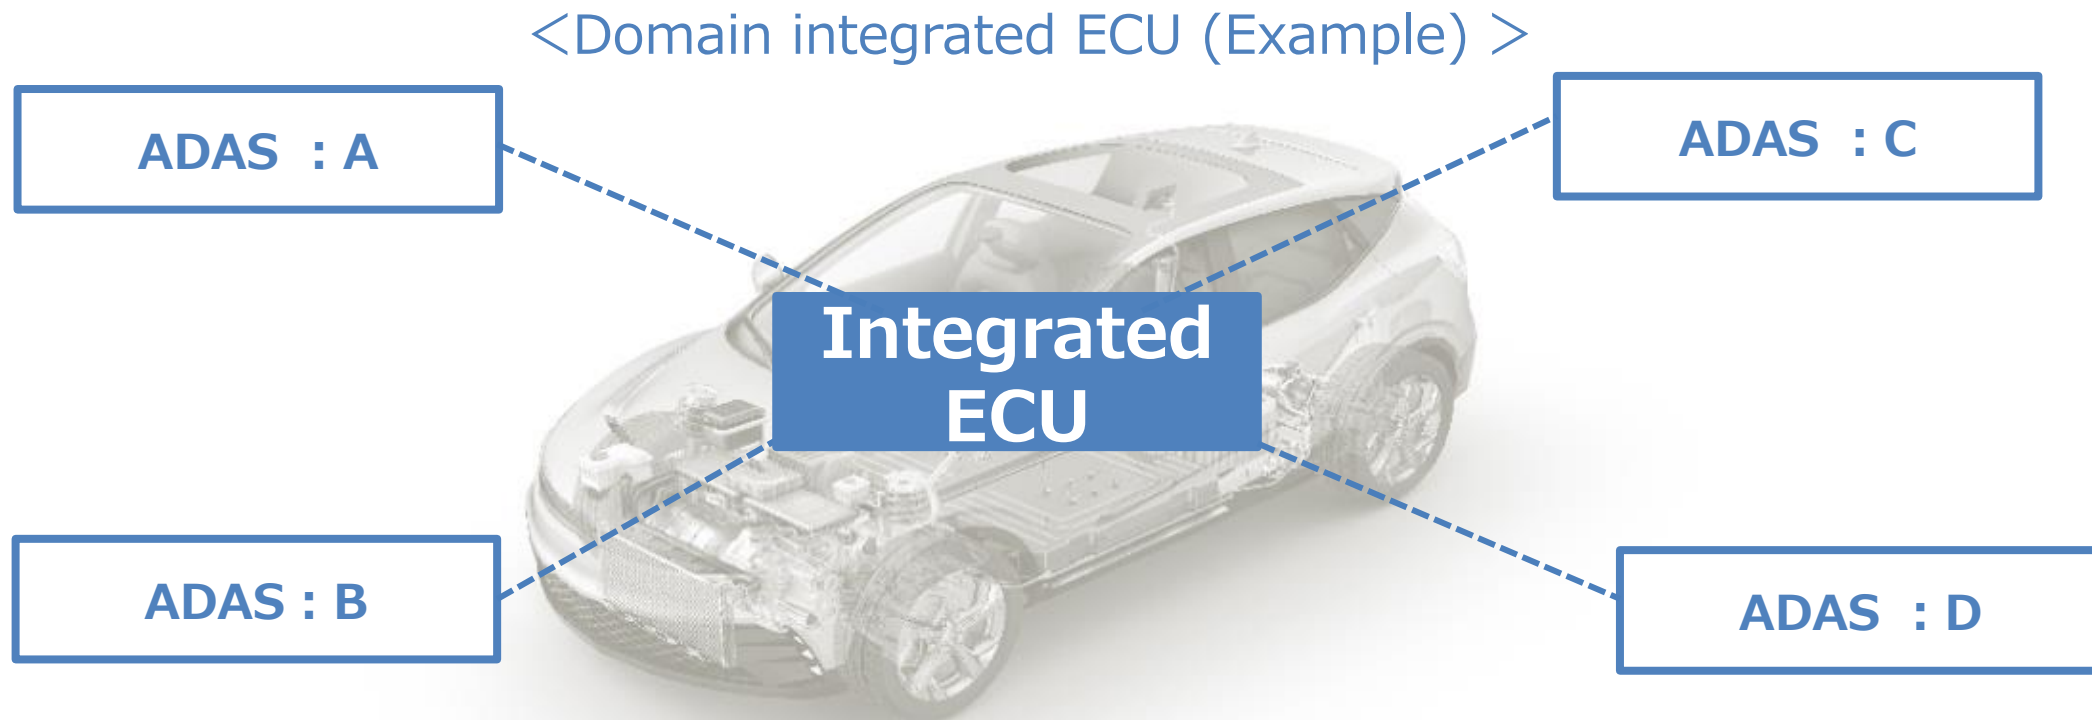 ＜Domain integrated ECU (Example) ＞
ADAS : A
ADAS : C
Integrated
ECU
ADAS : B
ADAS : D